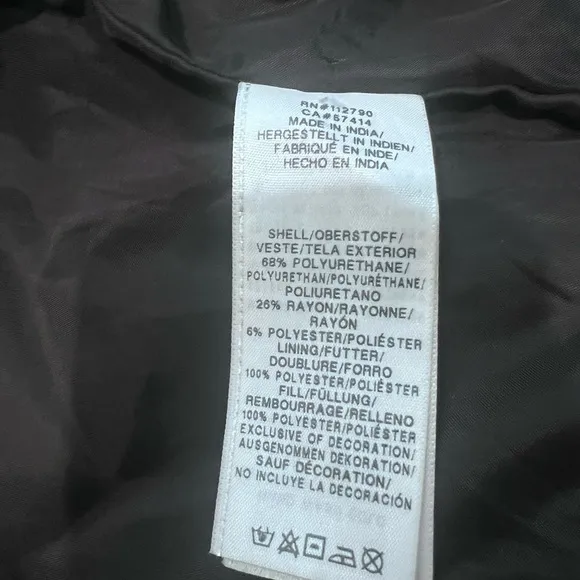 RN#112790
CA#57414
MADE IN INDIA/
HERGESTELLT IN INDIEN/
FABRIQUÉ EN INDE/
HECHO EN INDIA
SHELL/OBERSTOFF/
VESTE/TELA EXTERIOR
68% POLYURETHANE/
POLYURETHAN/POLYURÉTHANE/
POLIURETANO
26% RAYON/RAYONNE/
RAYÓN
6% POLYESTER/POLIÉSTER
LINING/FUTTER/
DOUBLURE/FORRO
100% POLYESTER/POLIÉSTER
FILL/FÜLLUNG/
REMBOURRAGE/RELLENO
100% POLYESTER/POLIÉSTER
EXCLUSIVE OF DECORATION/
AUSGENOMMEN DEKORATION/
SAUF DÉCORATION/
NO INCLUYE LA DECORACIÓN